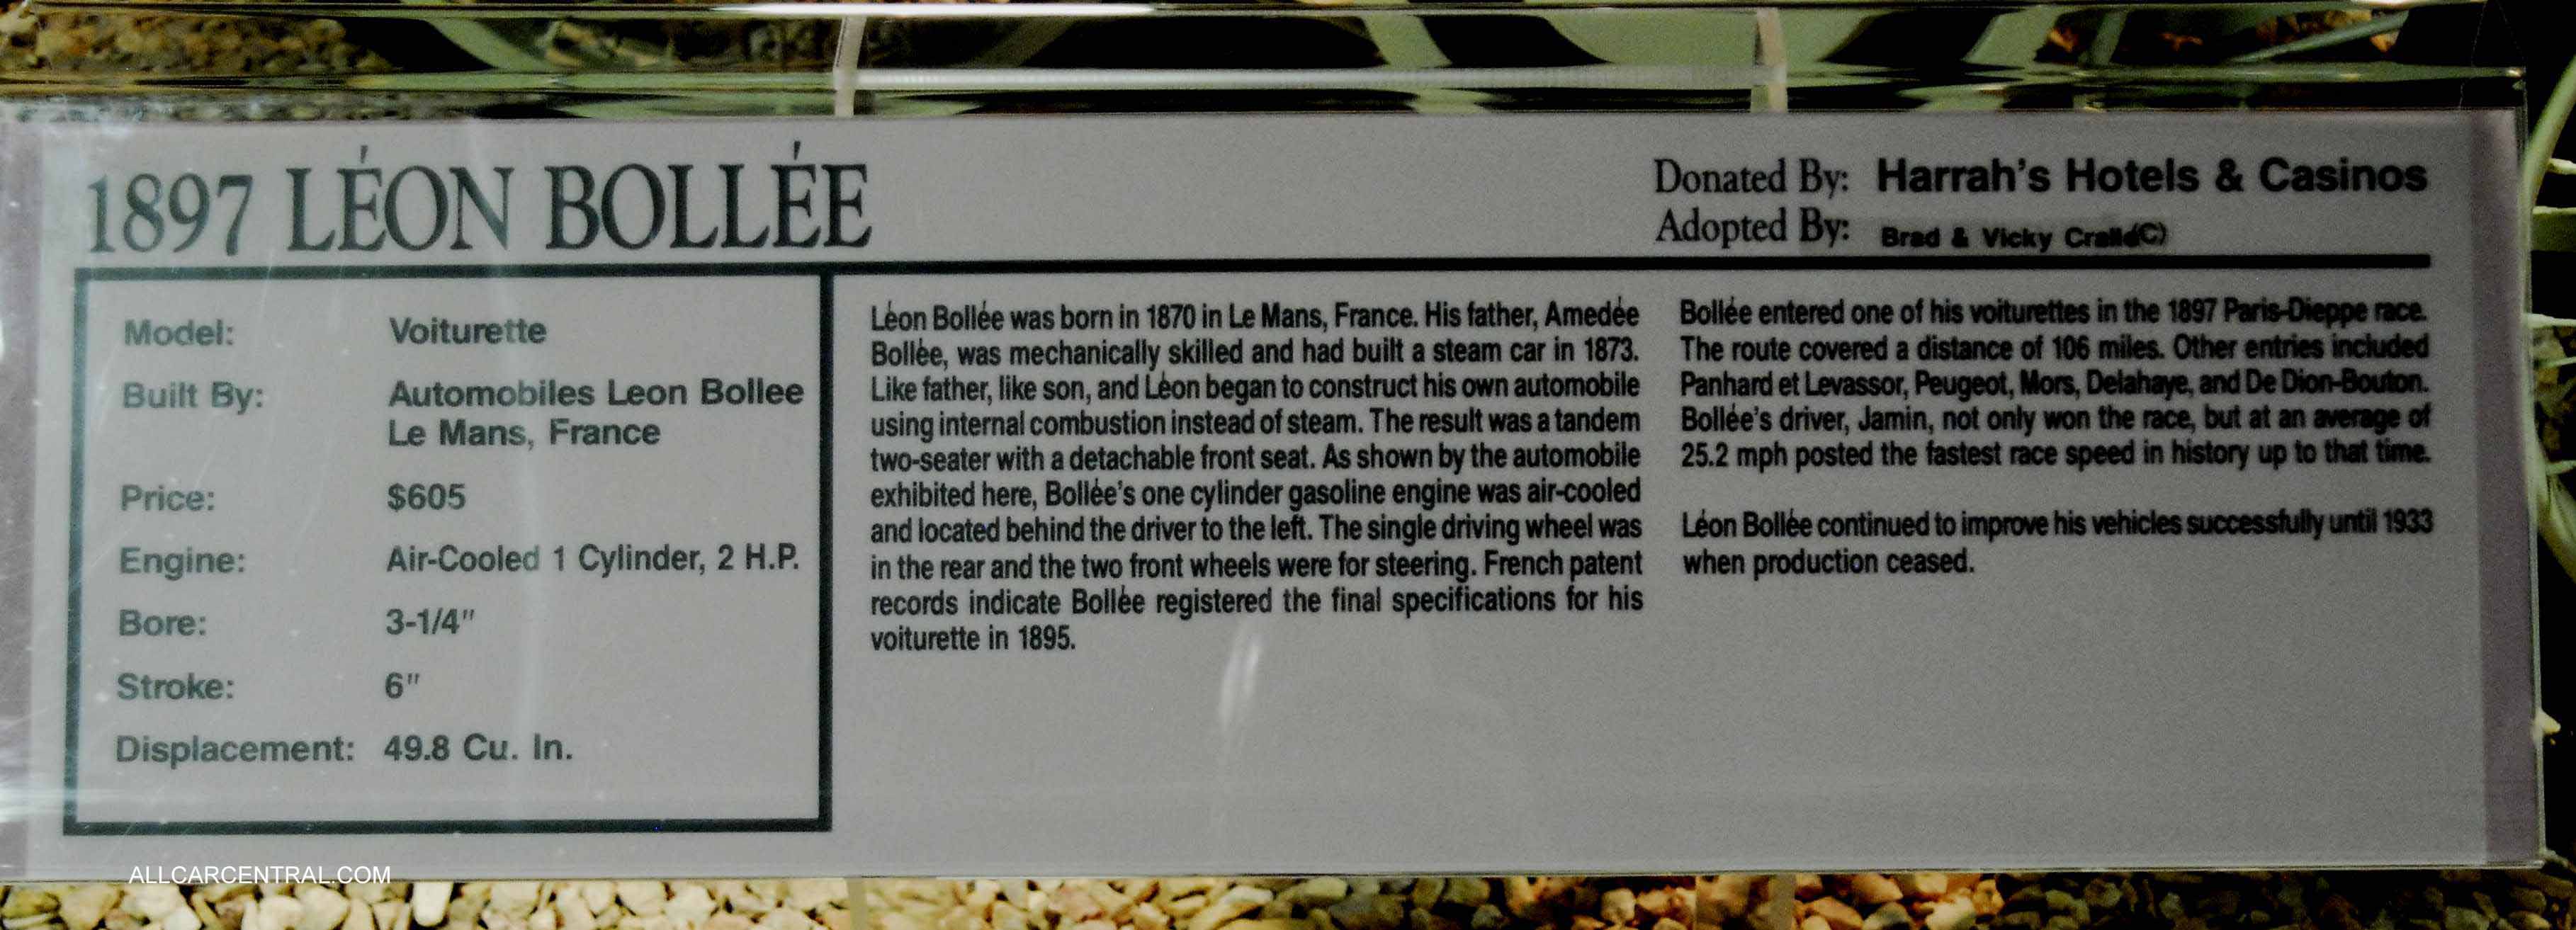 1897 LÉON BOLLÉE
Donated By: Harrah's Hotels & Casinos
Adopted By: Brad & Vicky
Model: Voiturette
Built By: Automobiles Leon Bollee
Le Mans, France
Price: $605
Engine: Air-Cooled 1 Cylinder, 2 H.P.
Bore: 3-1/4"
Stroke: 6"
Displacement: 49.8 Cu. In.
Léon Bollée was born in 1870 in Le Mans, France. His father, Amedée
Bollée, was mechanically skilled and had built a steam car in 1873.
Like father, like son, and Léon began to construct his own automobile
using internal combustion instead of steam. The result was a tandem
two-seater with a detachable front seat. As shown by the automobile
exhibited here, Bollée's one cylinder gasoline engine was air-cooled
and located behind the driver to the left. The single driving wheel was
in the rear and the two front wheels were for steering. French patent
records indicate Bollée registered the final specifications for his
voiturette in 1895.
Bollée entered one of his voiturettes in the 1897 Paris-Dieppe race.
The route covered a distance of 106 miles. Other entries included
Panhard et Levassor, Peugeot, Mors, Delahaye, and De Dion-Bouton.
Bollée's driver, Jamin, not only won the race, but at an average of
25.2 mph posted the fastest race speed in history up to that time.
Léon Bollée continued to improve his vehicles successfully until 1933
when production ceased.
ALLCARCENTRAL.COM